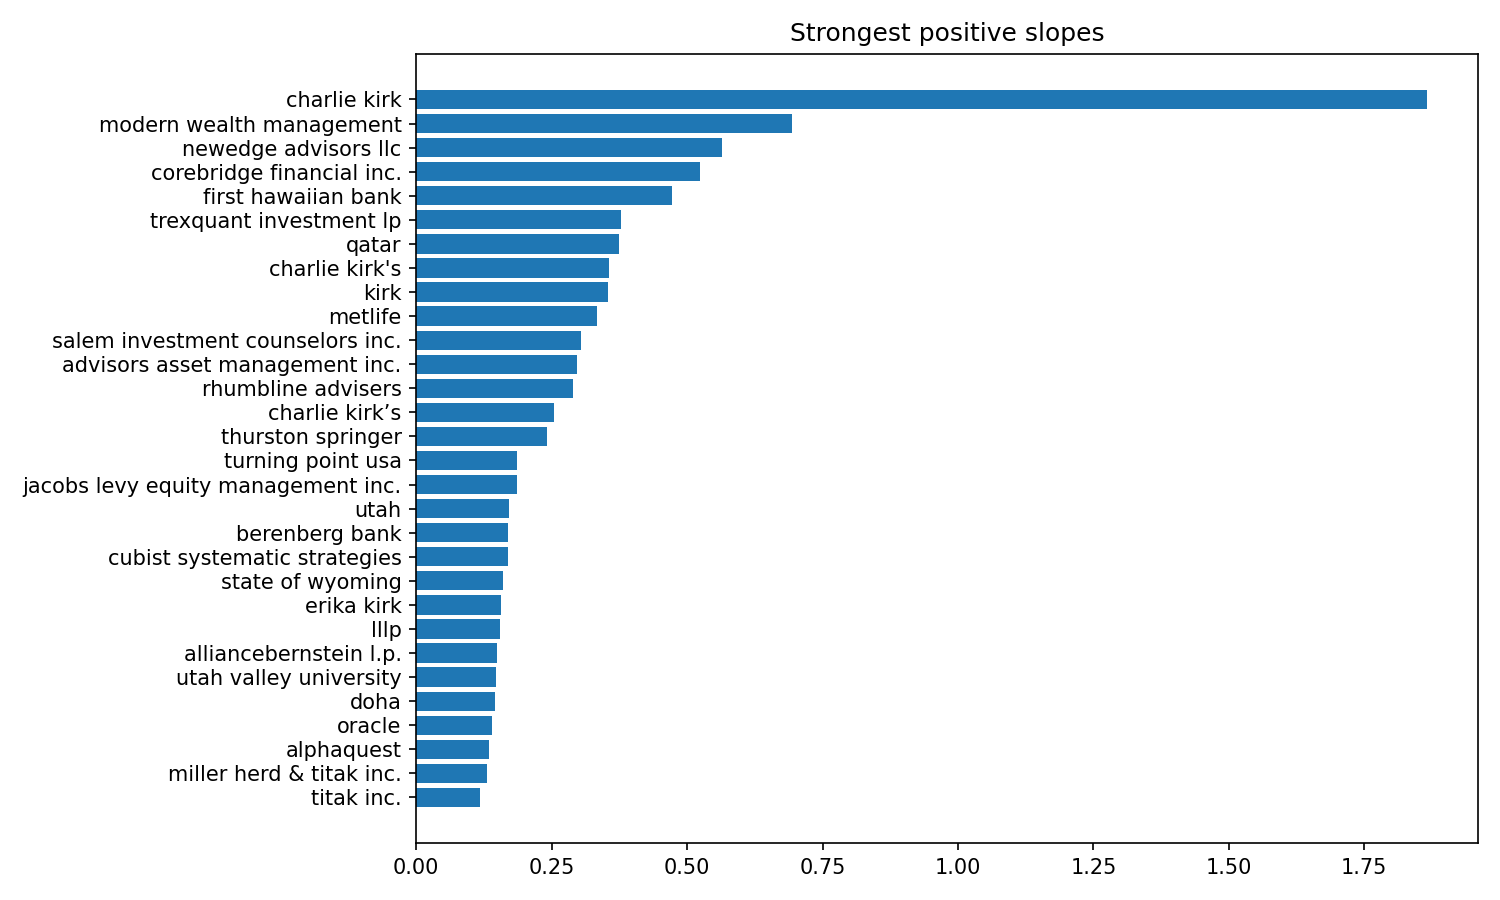 Strongest positive slopes
charlie kirk
modern wealth management
newedge advisors llc
corebridge financial inc.
first hawaiian bank
trexquant investment lp
qatar
charlie kirk's
kirk
metlife
salem investment counselors inc.
advisors asset management inc.
rhumbline advisers
charlie kirk’s
thurston springer
turning point usa
jacobs levy equity management inc.
utah
berenberg bank
cubist systematic strategies
state of wyoming
erika kirk
lllp
alliancebernstein l.p.
utah valley university
doha
oracle
alphaquest
miller herd & titak inc.
titak inc.
0.00 0.25 0.50 0.75 1.00 1.25 1.50 1.75